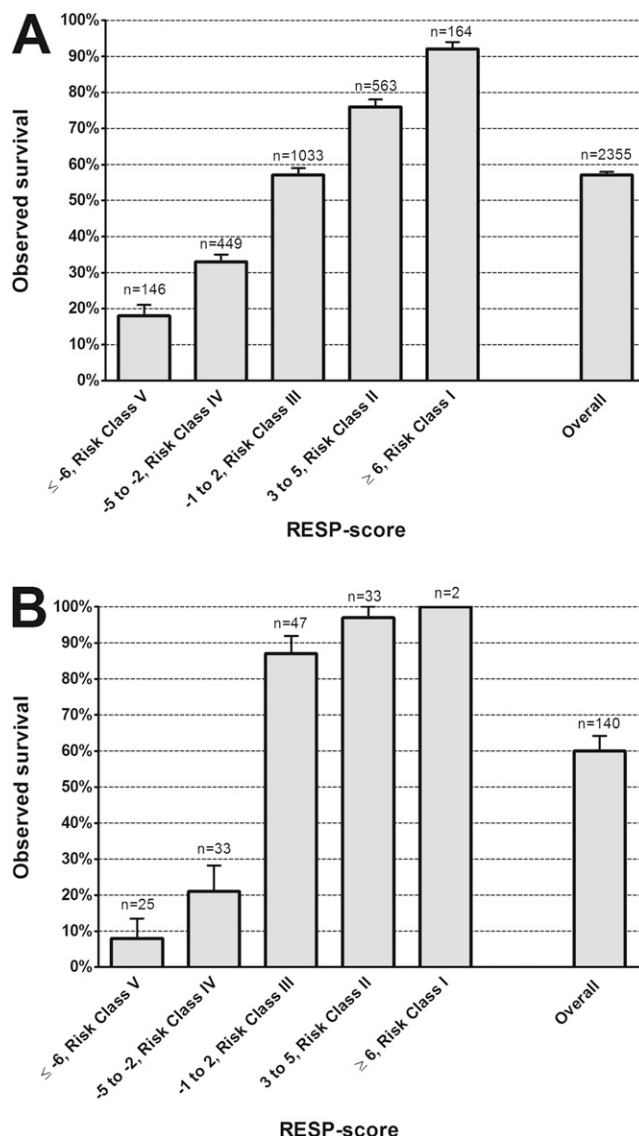 A
n=164
100%
90%
n=563
80%
70%
n=1033
n=2355
60%
50%
n=449
40%
30%
n=146
20%
10%
0%
Observed survival
≤ -6, Risk Class V
-5 to -2, Risk Class IV
-1 to 2, Risk Class III
3 to 5, Risk Class II
≥ 6, Risk Class I
Overall
RESP-score
B
n=47
n=33
n=2
100%
90%
80%
70%
n=140
60%
50%
40%
n=33
30%
n=25
20%
10%
0%
Observed survival
≤ -6, Risk Class V
-5 to -2, Risk Class IV
-1 to 2, Risk Class III
3 to 5, Risk Class II
≥ 6, Risk Class I
Overall
RESP-score